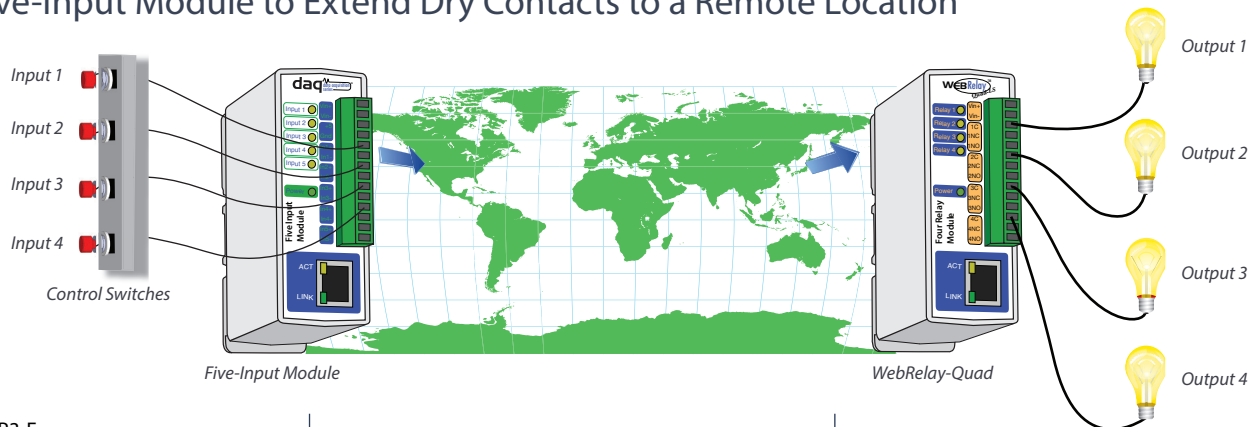 ve-Input Module to Extend Dry Contacts to a Remote Location
Input 1
Input 2
Input 3
Input 4
Control Switches
daq
Input 1
Input 2
Input 3
Input 4
Input 5
Power
Five Input
Module
ACT
LINK
Five-Input Module
WEBRelay
Relay 1
Relay 2
Relay 3
Relay 4
Power
Vin+
Vin-
1C
1NC
1NO
2C
2NC
2NO
3C
3NC
3NO
4C
4NC
4NO
Four Relay
Module
ACT
LINK
WebRelay-Quad
Output 1
Output 2
Output 3
Output 4